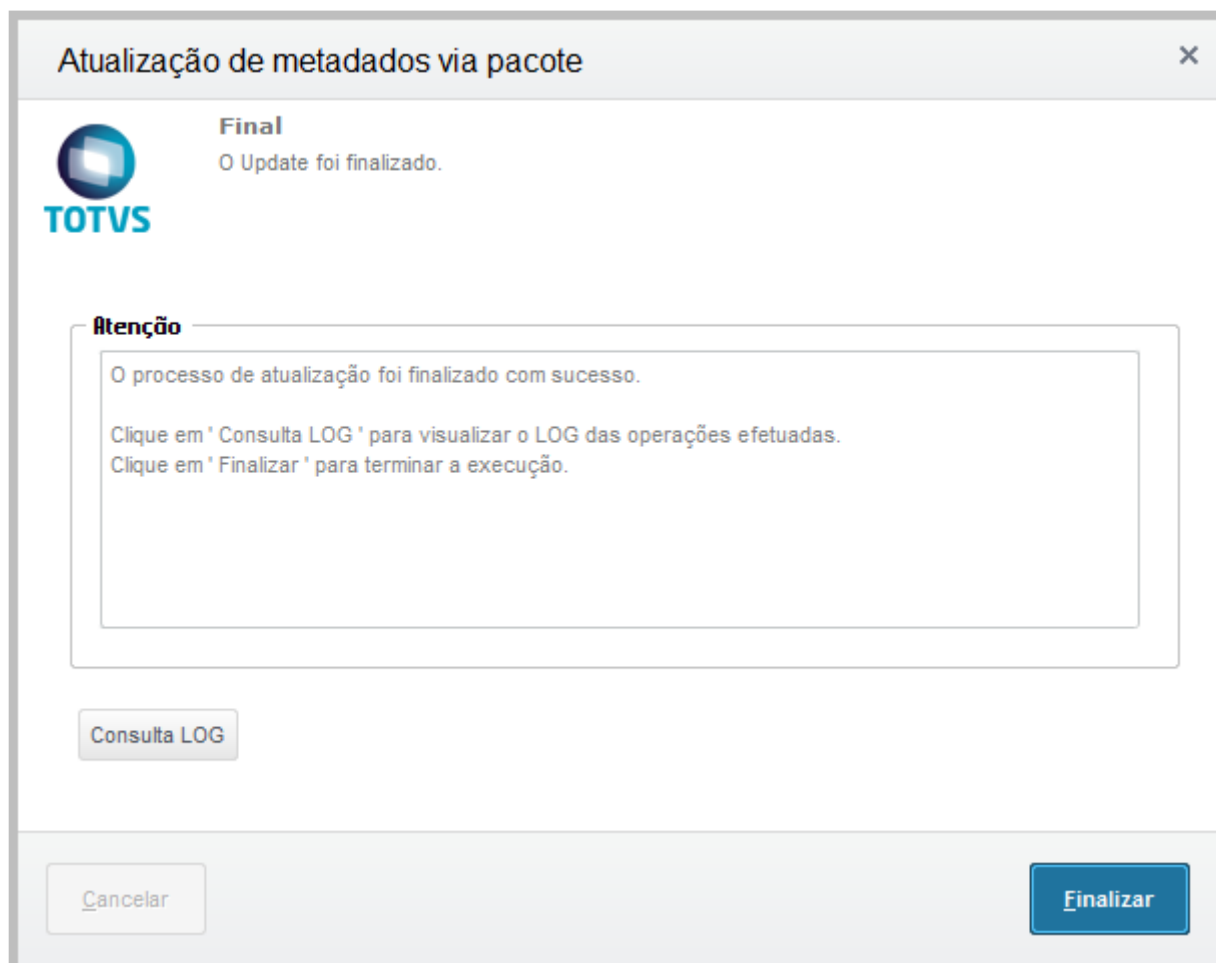 Atualização de metadados via pacote
Final
O Update foi finalizado.
TOTVS
Atenção
O processo de atualização foi finalizado com sucesso.
Clique em ' Consulta LOG ' para visualizar o LOG das operações efetuadas.
Clique em ' Finalizar ' para terminar a execução.
Consulta LOG
Cancelar
Finalizar